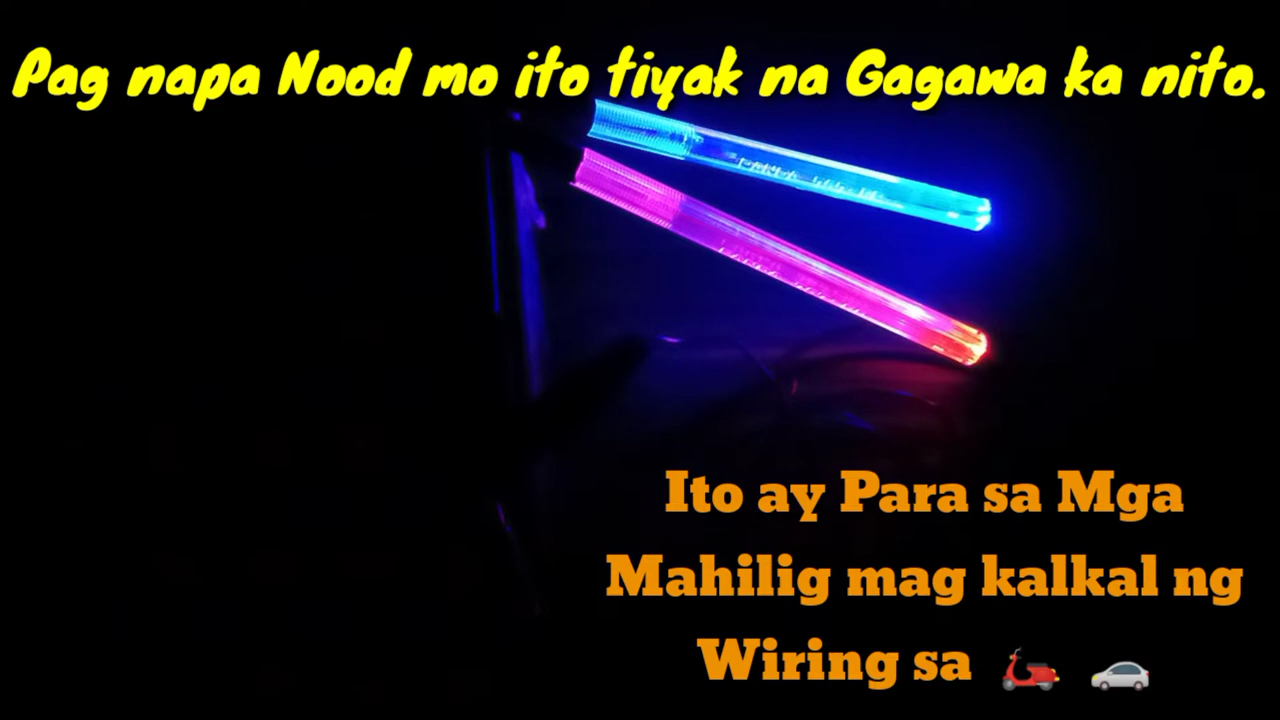 Pag napa Nood mo ito tiyak na Gagawa ka nito.
Ito ay Para sa Mga
Mahilig mag kalkal ng
Wiring sa 🛵 🚗